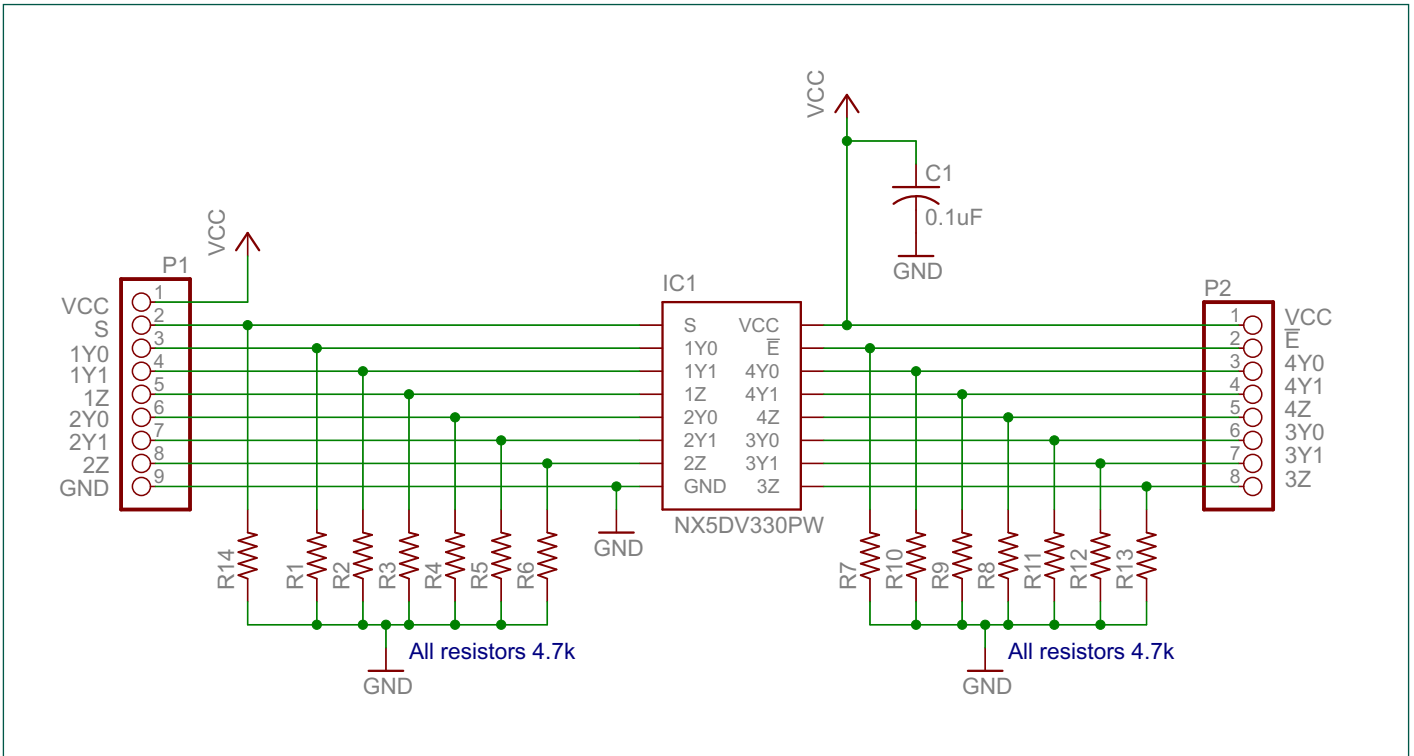 VCC
C1
0.1uF
GND
VCC
P1
1
2
3
4
5
6
7
8
9
VCC
S
1Y0
1Y1
1Z
2Y0
2Y1
2Z
GND
IC1
S VCC
1Y0 E̅
1Y1 4Y0
1Z 4Y1
2Y0 4Z
2Y1 3Y0
2Z 3Y1
GND 3Z
NX5DV330PW
P2
1
2
3
4
5
6
7
8
VCC
E̅
4Y0
4Y1
4Z
3Y0
3Y1
3Z
GND
R14
R1
R2
R3
R4
R5
R6
R7
R10
R9
R8
R11
R12
R13
All resistors 4.7k
GND
All resistors 4.7k
GND